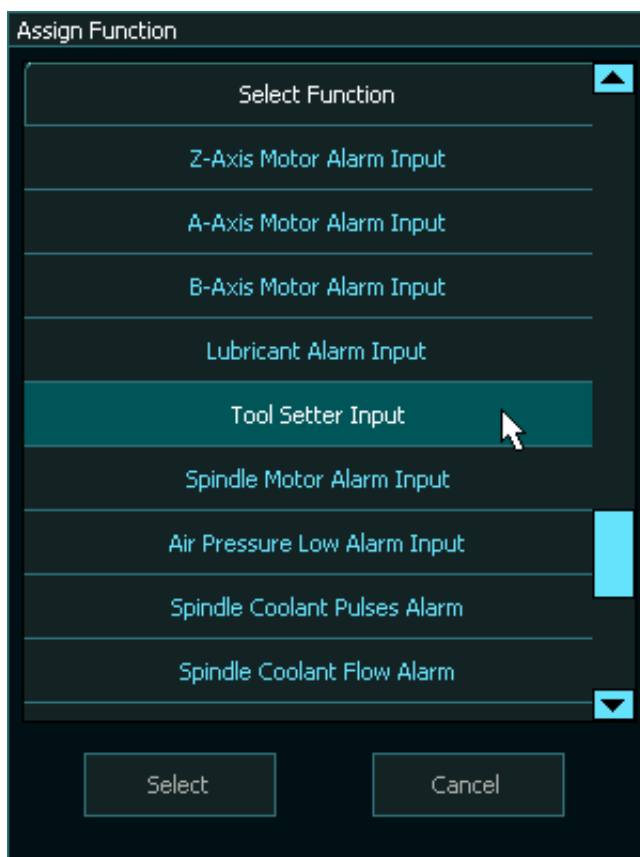 Assign Function
Select Function
Z-Axis Motor Alarm Input
A-Axis Motor Alarm Input
B-Axis Motor Alarm Input
Lubricant Alarm Input
Tool Setter Input
Spindle Motor Alarm Input
Air Pressure Low Alarm Input
Spindle Coolant Pulses Alarm
Spindle Coolant Flow Alarm
Select
Cancel